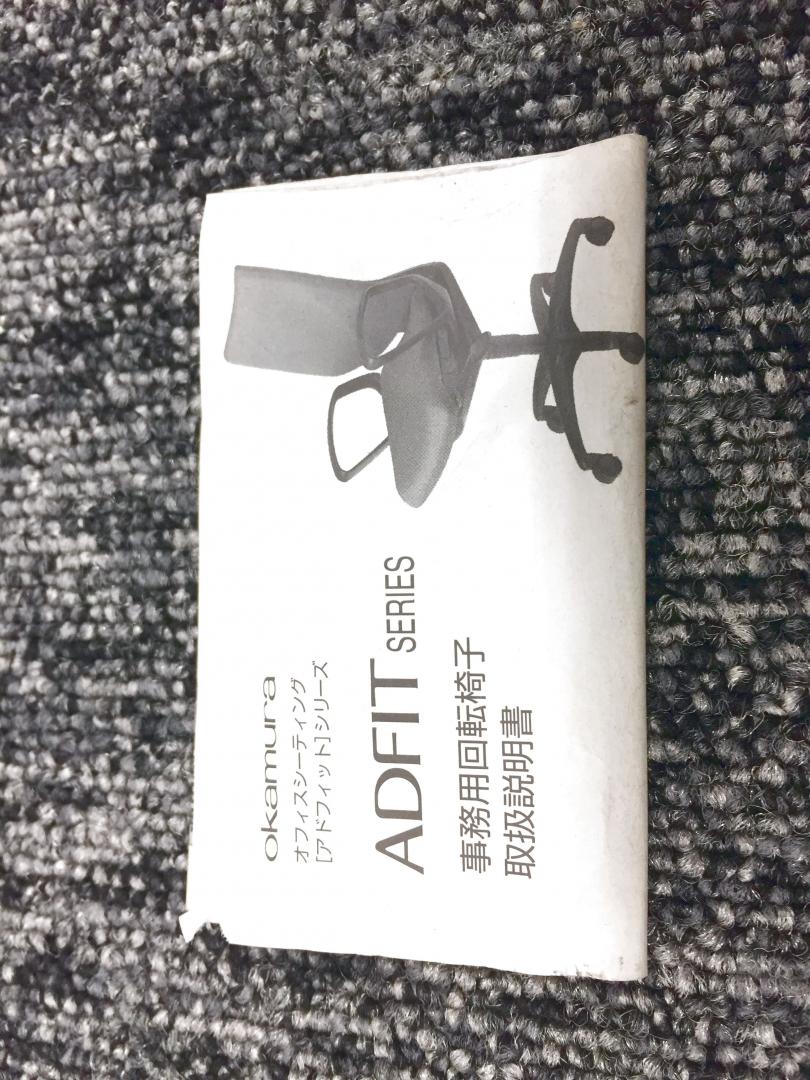 okamura
オフィスシーティング
[アドフィット]シリーズ
ADFIT SERIES
事務用回転椅子
取扱説明書